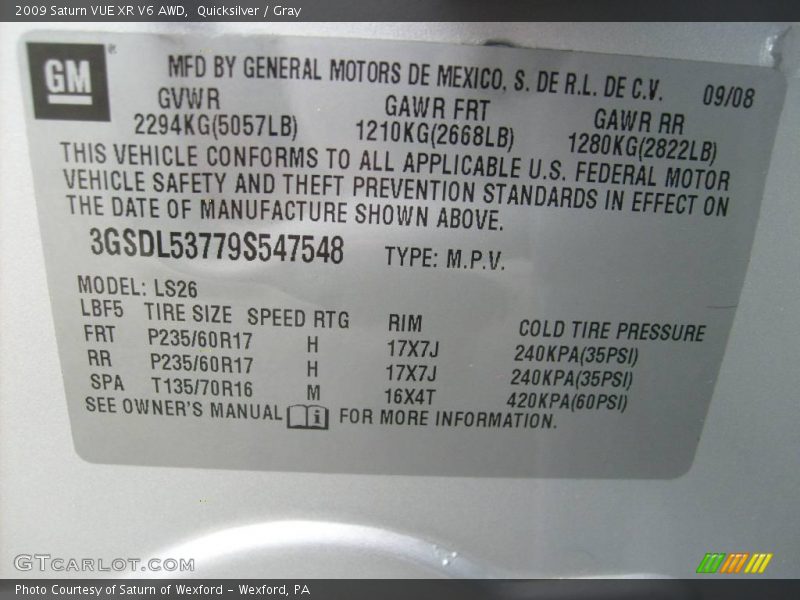 2009 Saturn VUE XR V6 AWD, Quicksilver / Gray
GM®
MFD BY GENERAL MOTORS DE MEXICO, S. DE R.L. DE C.V. 09/08
GVWR GAWR FRT GAWR RR
2294KG(5057LB) 1210KG(2668LB) 1280KG(2822LB)
THIS VEHICLE CONFORMS TO ALL APPLICABLE U.S. FEDERAL MOTOR
VEHICLE SAFETY AND THEFT PREVENTION STANDARDS IN EFFECT ON
THE DATE OF MANUFACTURE SHOWN ABOVE.
3GSDL53779S547548 TYPE: M.P.V.
MODEL: LS26
LBF5 TIRE SIZE SPEED RTG RIM COLD TIRE PRESSURE
FRT P235/60R17 H 17X7J 240KPA(35PSI)
RR P235/60R17 H 17X7J 240KPA(35PSI)
SPA T135/70R16 M 16X4T 420KPA(60PSI)
SEE OWNER'S MANUAL i FOR MORE INFORMATION.
GTCARLOT.COM
Photo Courtesy of Saturn of Wexford - Wexford, PA